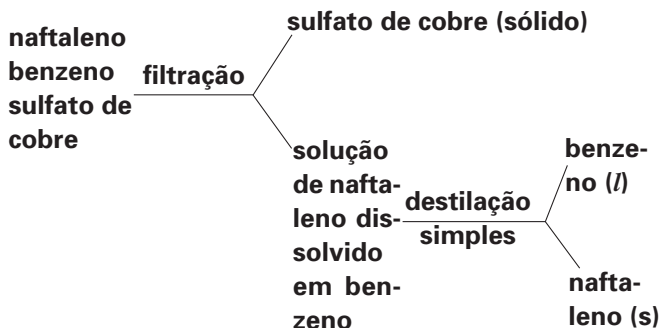 naftaleno
benzeno
sulfato de
cobre
filtração
sulfato de cobre (sólido)
solução
de nafta-
leno dis-
solvido
em ben-
zeno
destilação
simples
benze-
no (l)
nafta-
leno (s)